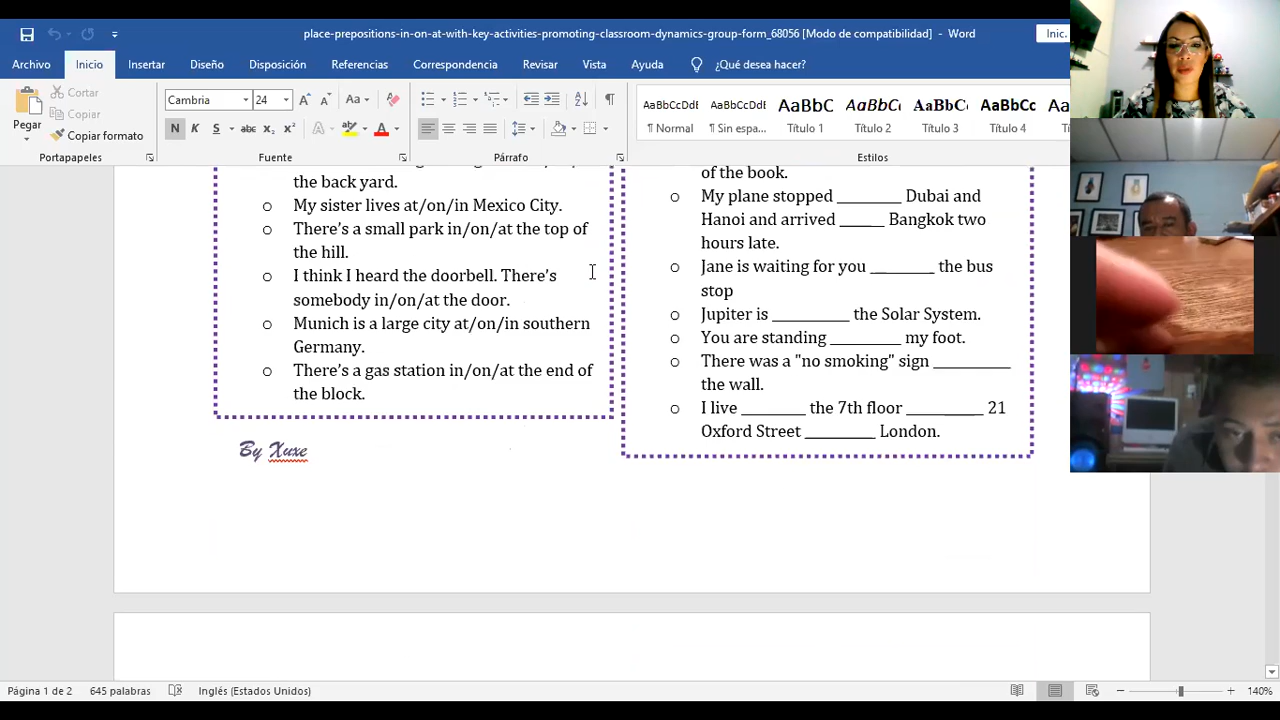 place-prepositions-in-on-at-with-key-activities-promoting-classroom-dynamics-group-form_68056 [Modo de compatibilidad] - Word
Inic.
Archivo Inicio Insertar Diseño Disposición Referencias Correspondencia Revisar Vista Ayuda ¿Qué desea hacer?
Pegar
Cortar
Copiar
Copiar formato
Portapapeles
Cambria 24
N K S abc x₂ x²
Fuente
Párrafo
AaBbCcDdE AaBbCcDdE AaBbC AaBbCc AaBbC AaBbCc
¶ Normal ¶ Sin espa... Título 1 Título 2 Título 3 Título 4
Estilos
the back yard.
o My sister lives at/on/in Mexico City.
o There's a small park in/on/at the top of
the hill.
o I think I heard the doorbell. There's
somebody in/on/at the door.
o Munich is a large city at/on/in southern
Germany.
o There's a gas station in/on/at the end of
the block.
By Xuxe
of the book.
o My plane stopped ________ Dubai and
Hanoi and arrived ______ Bangkok two
hours late.
o Jane is waiting for you ________ the bus
stop
o Jupiter is __________ the Solar System.
o You are standing _________ my foot.
o There was a "no smoking" sign __________
the wall.
o I live ________ the 7th floor __________ 21
Oxford Street _________ London.
Página 1 de 2 645 palabras Inglés (Estados Unidos) 140%